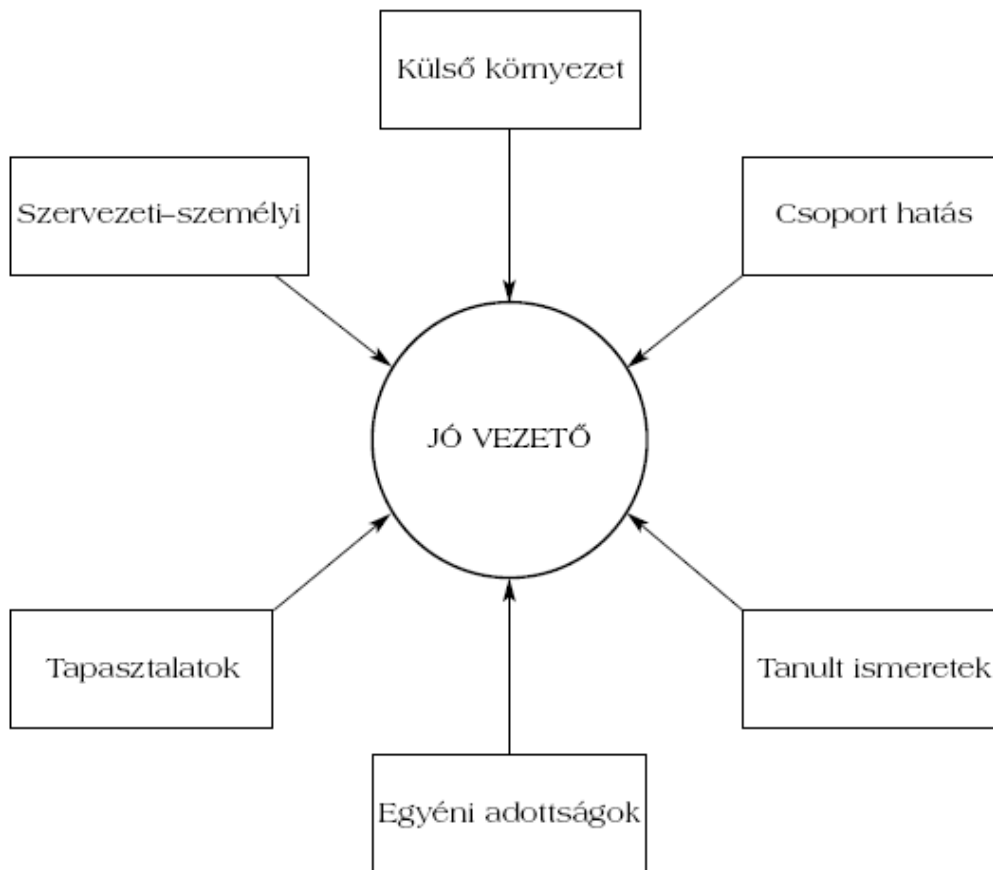 Külső környezet
Szervezeti–személyi
Csoport hatás
JÓ VEZETŐ
Tapasztalatok
Tanult ismeretek
Egyéni adottságok